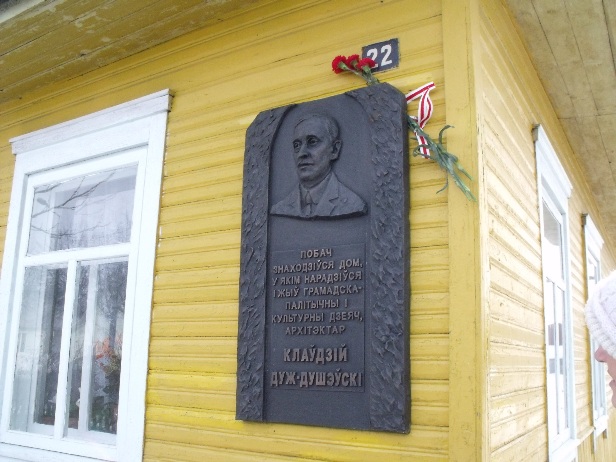 22
ПОБАЧ
ЗНАХОДЗІЎСЯ ДОМ,
У ЯКІМ НАРАДЗІЎСЯ
І ЖЫЎ ГРАМАДСКА-
ПАЛІТЫЧНЫ І
КУЛЬТУРНЫ ДЗЕЯЧ,
АРХІТЭКТАР
КЛАЎДЗІЙ
ДУЖ-ДУШЭЎСКІ